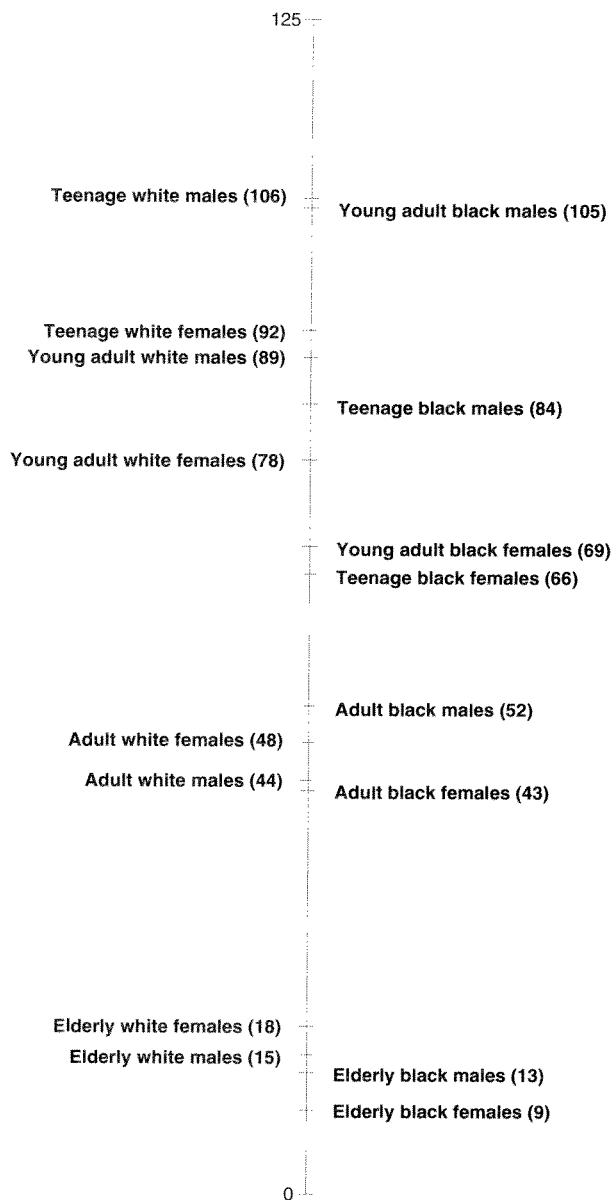 125
Teenage white males (106)
Young adult black males (105)
Teenage white females (92)
Young adult white males (89)
Teenage black males (84)
Young adult white females (78)
Young adult black females (69)
Teenage black females (66)
Adult black males (52)
Adult white females (48)
Adult white males (44)
Adult black females (43)
Elderly white females (18)
Elderly white males (15)
Elderly black males (13)
Elderly black females (9)
0